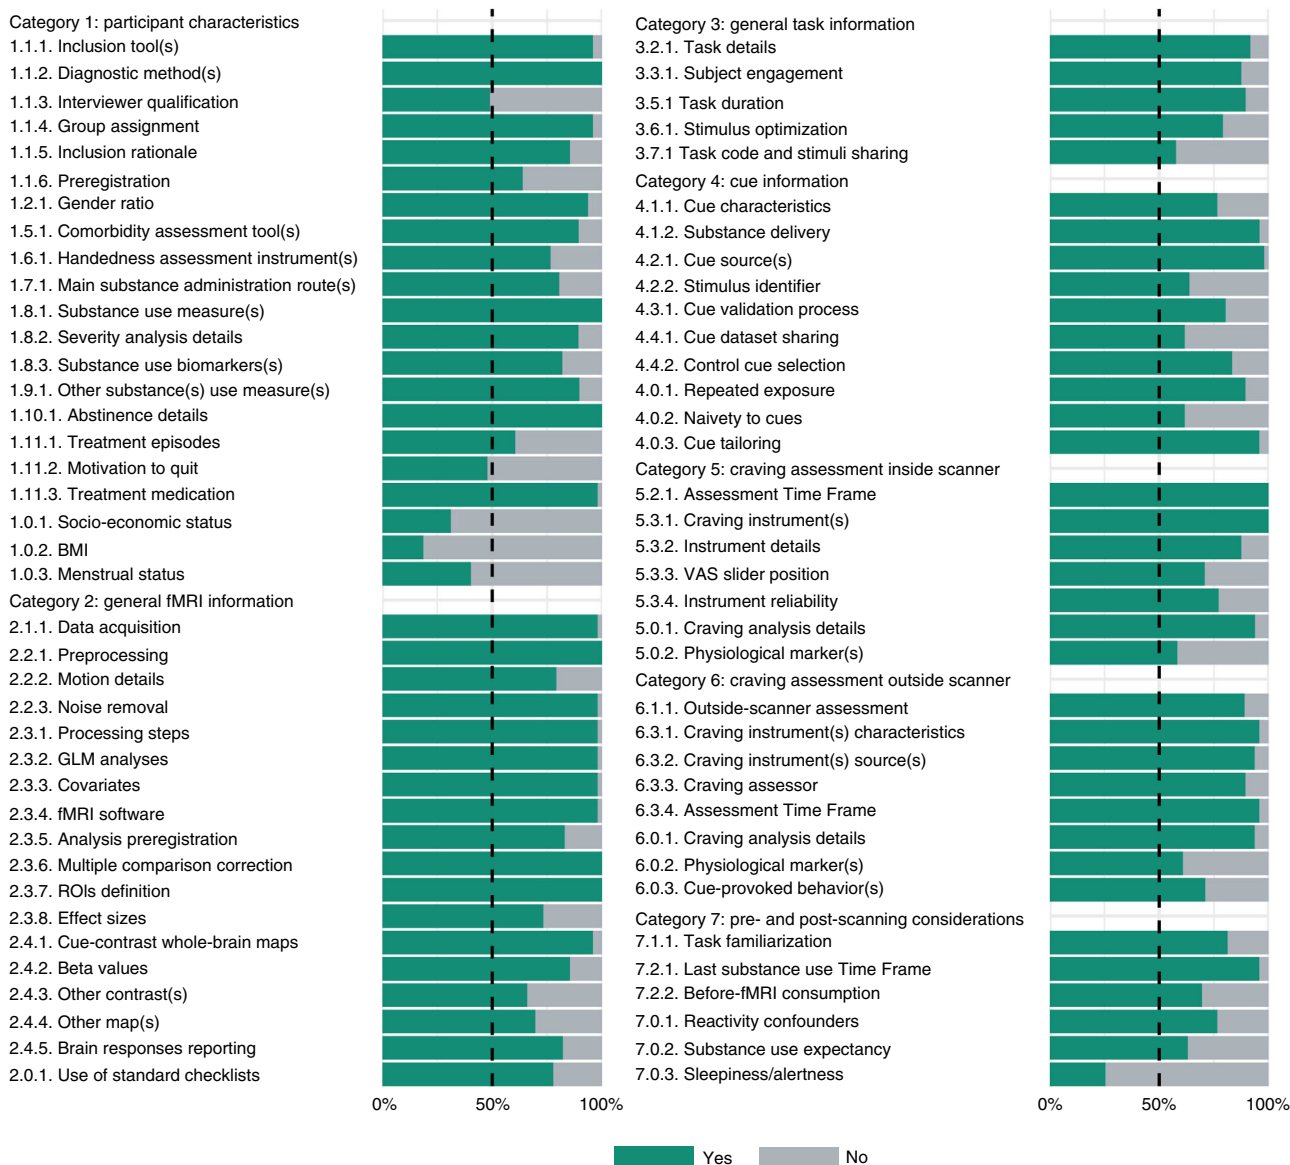 Category 1: participant characteristics
1.1.1. Inclusion tool(s)
1.1.2. Diagnostic method(s)
1.1.3. Interviewer qualification
1.1.4. Group assignment
1.1.5. Inclusion rationale
1.1.6. Preregistration
1.2.1. Gender ratio
1.5.1. Comorbidity assessment tool(s)
1.6.1. Handedness assessment instrument(s)
1.7.1. Main substance administration route(s)
1.8.1. Substance use measure(s)
1.8.2. Severity analysis details
1.8.3. Substance use biomarkers(s)
1.9.1. Other substance(s) use measure(s)
1.10.1. Abstinence details
1.11.1. Treatment episodes
1.11.2. Motivation to quit
1.11.3. Treatment medication
1.0.1. Socio-economic status
1.0.2. BMI
1.0.3. Menstrual status
Category 2: general fMRI information
2.1.1. Data acquisition
2.2.1. Preprocessing
2.2.2. Motion details
2.2.3. Noise removal
2.3.1. Processing steps
2.3.2. GLM analyses
2.3.3. Covariates
2.3.4. fMRI software
2.3.5. Analysis preregistration
2.3.6. Multiple comparison correction
2.3.7. ROIs definition
2.3.8. Effect sizes
2.4.1. Cue-contrast whole-brain maps
2.4.2. Beta values
2.4.3. Other contrast(s)
2.4.4. Other map(s)
2.4.5. Brain responses reporting
2.0.1. Use of standard checklists
0% 50% 100%
Category 3: general task information
3.2.1. Task details
3.3.1. Subject engagement
3.5.1 Task duration
3.6.1. Stimulus optimization
3.7.1 Task code and stimuli sharing
Category 4: cue information
4.1.1. Cue characteristics
4.1.2. Substance delivery
4.2.1. Cue source(s)
4.2.2. Stimulus identifier
4.3.1. Cue validation process
4.4.1. Cue dataset sharing
4.4.2. Control cue selection
4.0.1. Repeated exposure
4.0.2. Naivety to cues
4.0.3. Cue tailoring
Category 5: craving assessment inside scanner
5.2.1. Assessment Time Frame
5.3.1. Craving instrument(s)
5.3.2. Instrument details
5.3.3. VAS slider position
5.3.4. Instrument reliability
5.0.1. Craving analysis details
5.0.2. Physiological marker(s)
Category 6: craving assessment outside scanner
6.1.1. Outside-scanner assessment
6.3.1. Craving instrument(s) characteristics
6.3.2. Craving instrument(s) source(s)
6.3.3. Craving assessor
6.3.4. Assessment Time Frame
6.0.1. Craving analysis details
6.0.2. Physiological marker(s)
6.0.3. Cue-provoked behavior(s)
Category 7: pre- and post-scanning considerations
7.1.1. Task familiarization
7.2.1. Last substance use Time Frame
7.2.2. Before-fMRI consumption
7.0.1. Reactivity confounders
7.0.2. Substance use expectancy
7.0.3. Sleepiness/alertness
0% 50% 100%
Yes No